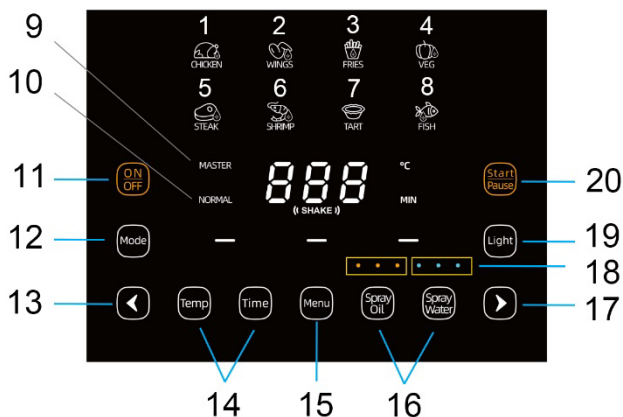 1 2 3 4
CHICKEN WINGS FRIES VEG
5 6 7 8
STEAK SHRIMP TART FISH
9
10
MASTER 888 °C
NORMAL MIN
(( SHAKE ))
11 ON OFF Start Pause 20
12 Mode Light 19
18
13 Temp Time Menu Spray Oil Spray Water 17
14 15 16